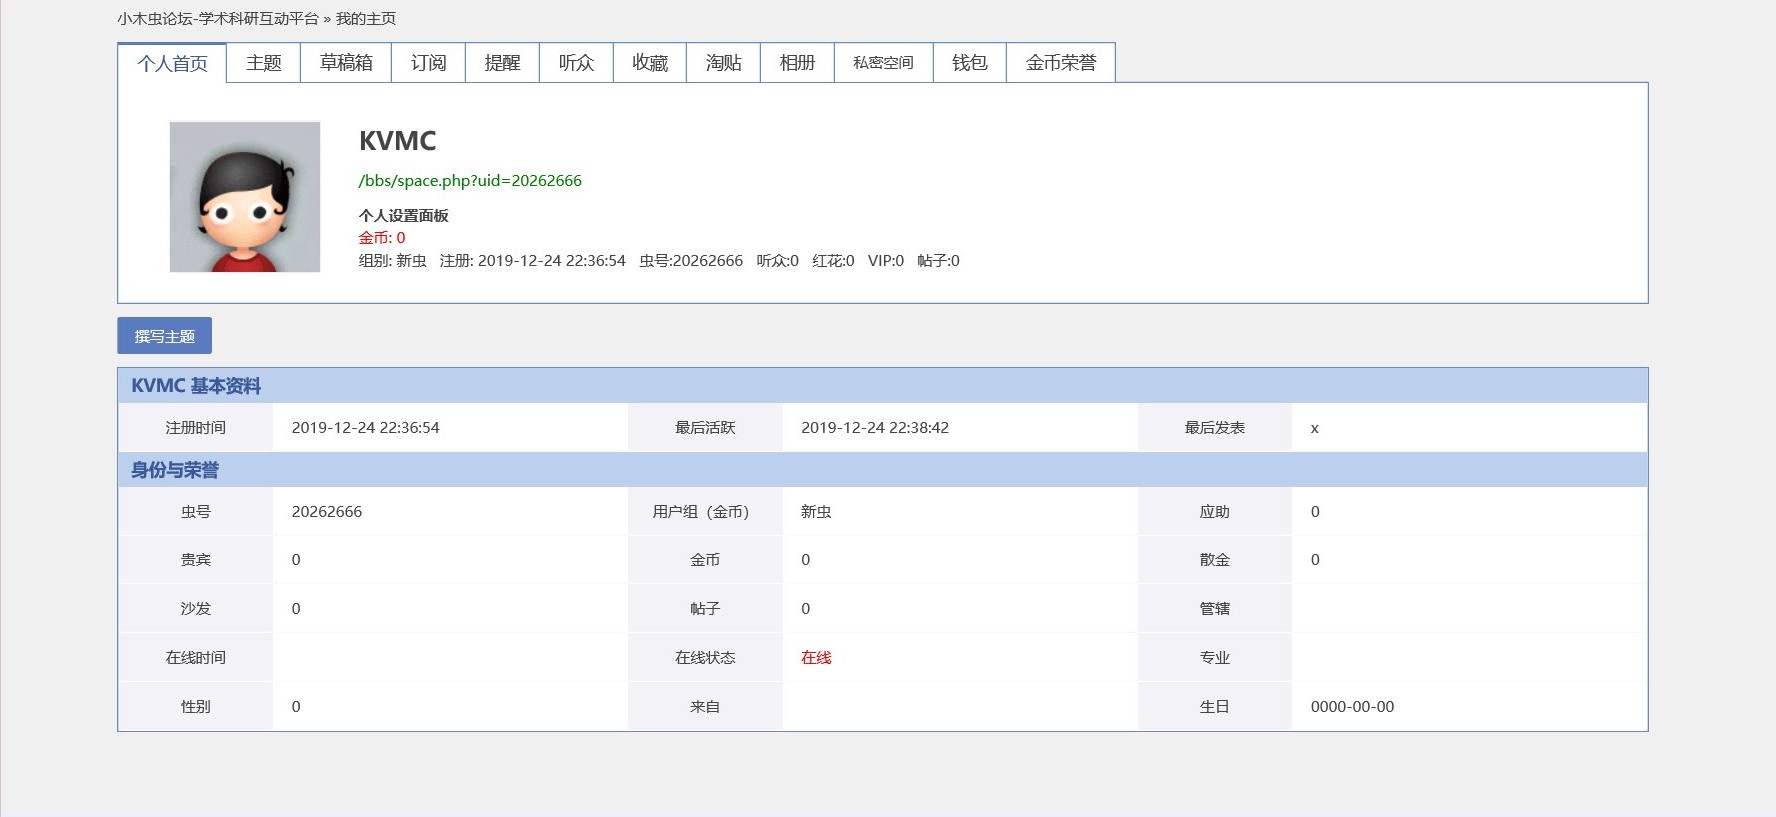 小木虫论坛-学术科研互动平台 » 我的主页
个人首页 主题 草稿箱 订阅 提醒 听众 收藏 淘贴 相册 私密空间 钱包 金币荣誉
KVMC
/bbs/space.php?uid=20262666
个人设置面板
金币: 0
组别: 新虫 注册: 2019-12-24 22:36:54 虫号:20262666 听众:0 红花:0 VIP:0 帖子:0
撰写主题
KVMC 基本资料
注册时间 2019-12-24 22:36:54 最后活跃 2019-12-24 22:38:42 最后发表 x
身份与荣誉
虫号 20262666 用户组（金币） 新虫 应助 0
贵宾 0 金币 0 散金 0
沙发 0 帖子 0 管辖
在线时间 在线状态 在线 专业
性别 0 来自 生日 0000-00-00